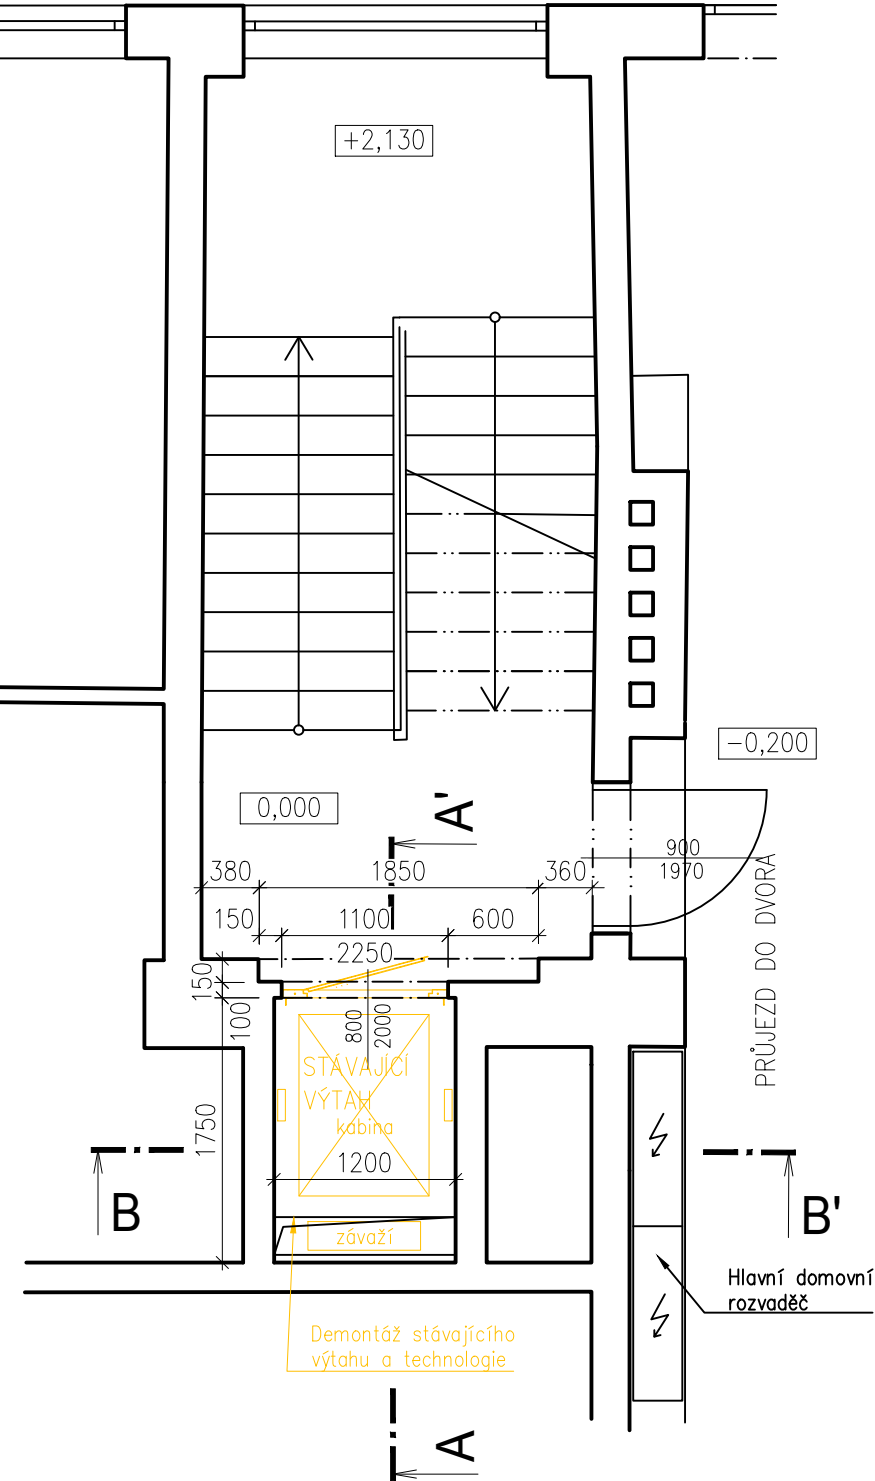 +2,130
-0,200
0,000
A'
900
1970
380
1850
360
150
1100
600
2250
150
100
800
2000
PRŮJEZD DO DVORA
STÁVAJÍCÍ
VÝTAH
kabina
1750
1200
B
B'
závaží
Hlavní domovní
rozvaděč
Demontáž stávajícího
výtahu a technologie
A